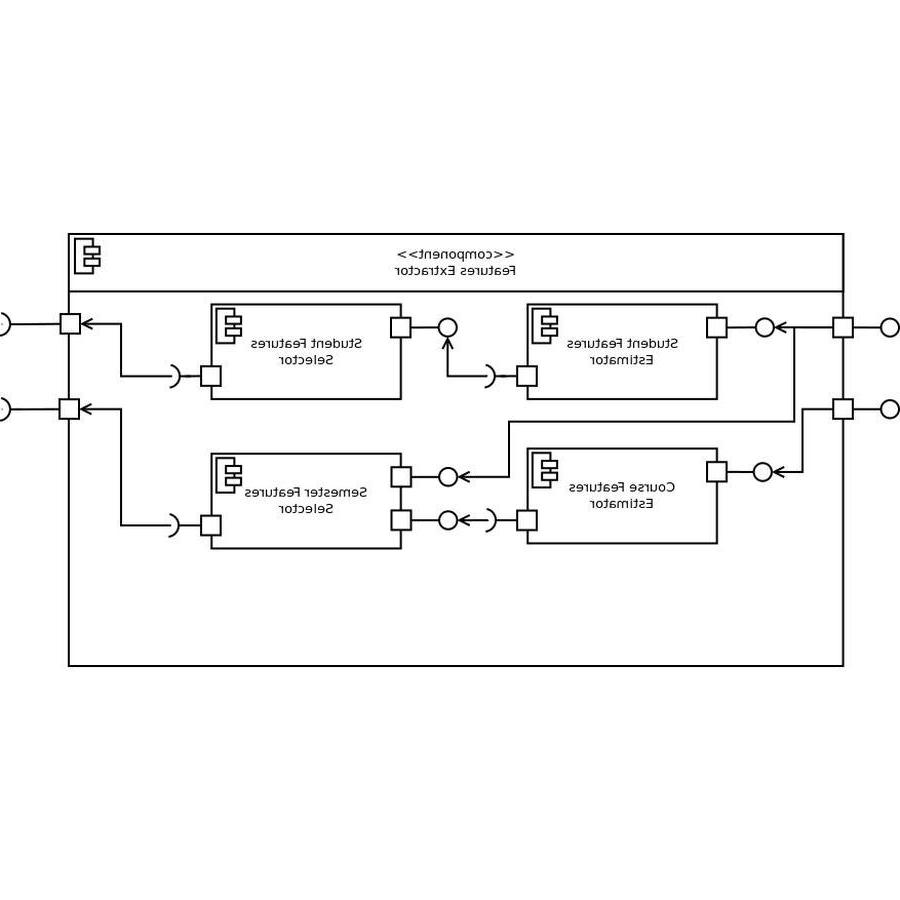 <<component>>
Features Extractor
Student Features
Selector
Student Features
Estimator
Semester Features
Selector
Course Features
Estimator